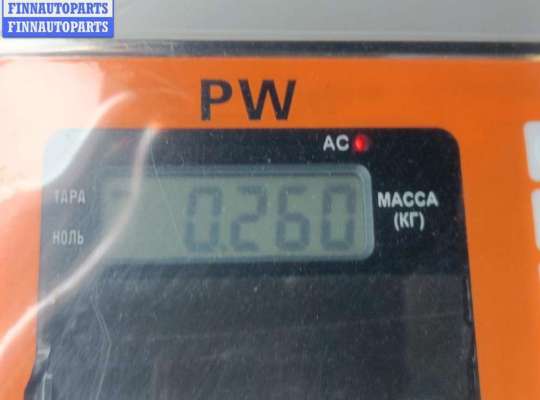 FINNAUTOPARTS
FINNAUTOPARTS
PW
AC
ТАРА
0.260
МАССА
(КГ)
НОЛЬ